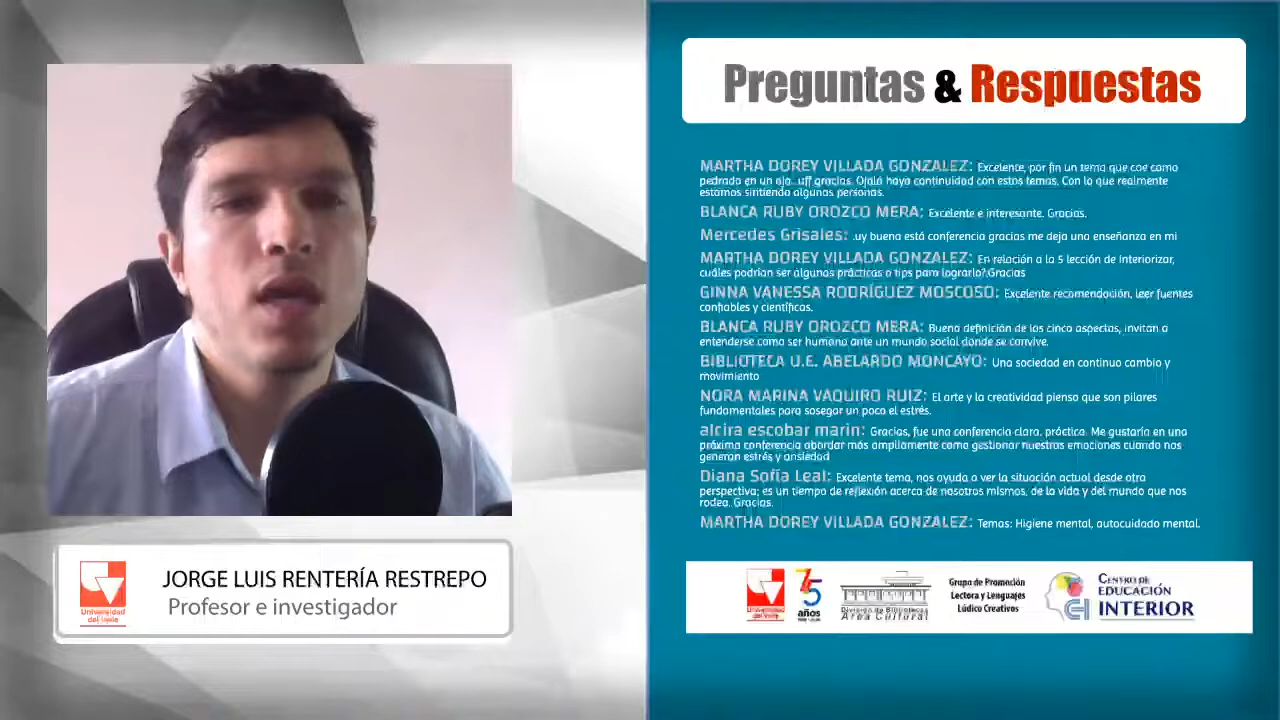 Preguntas & Respuestas
MARTHA DOREY VILLADA GONZALEZ: Excelente, por fin un tema que cae como
pedrada en un ojo...uff gracias. Ojalá haya continuidad con estos temas. Con lo que realmente
estamos sintiendo algunas personas.
BLANCA RUBY OROZCO MERA: Excelente e interesante. Gracias.
Mercedes Grisales: .uy buena está conferencia gracias me deja una enseñanza en mi
MARTHA DOREY VILLADA GONZALEZ: En relación a la 5 lección de Interiorizar,
cuáles podrían ser algunas prácticas o tips para lograrlo?Gracias
GINNA VANESSA RODRÍGUEZ MOSCOSO: Excelente recomendación, leer fuentes
confiables y científicas.
BLANCA RUBY OROZCO MERA: Buena definición de los cinco aspectos, invitan a
entenderse como ser humano ante un mundo social donde se convive.
BIBLIOTECA U.E. ABELARDO MONCAYO: Una sociedad en continuo cambio y
movimiento
NORA MARINA VAQUIRO RUIZ: El arte y la creatividad pienso que son pilares
fundamentales para sosegar un poco el estrés.
alcira escobar marin: Gracias, fue una conferencia clara, práctica. Me gustaría en una
próxima conferencia abordar más ampliamente como gestionar nuestras emociones cuando nos
generan estrés y ansiedad
Diana Sofía Leal: Excelente tema, nos ayuda a ver la situación actual desde otra
perspectiva; es un tiempo de reflexión acerca de nosotros mismos, de la vida y del mundo que nos
rodea. Gracias.
MARTHA DOREY VILLADA GONZALEZ: Temas: Higiene mental, autocuidado mental.
JORGE LUIS RENTERÍA RESTREPO
Profesor e investigador
Universidad
del Valle
Universidad
del Valle
75
años
División de Bibliotecas
Área Cultural
Grupo de Promoción
Lectora y Lenguajes
Lúdico Creativos
CENTRO DE
EDUCACIÓN
INTERIOR